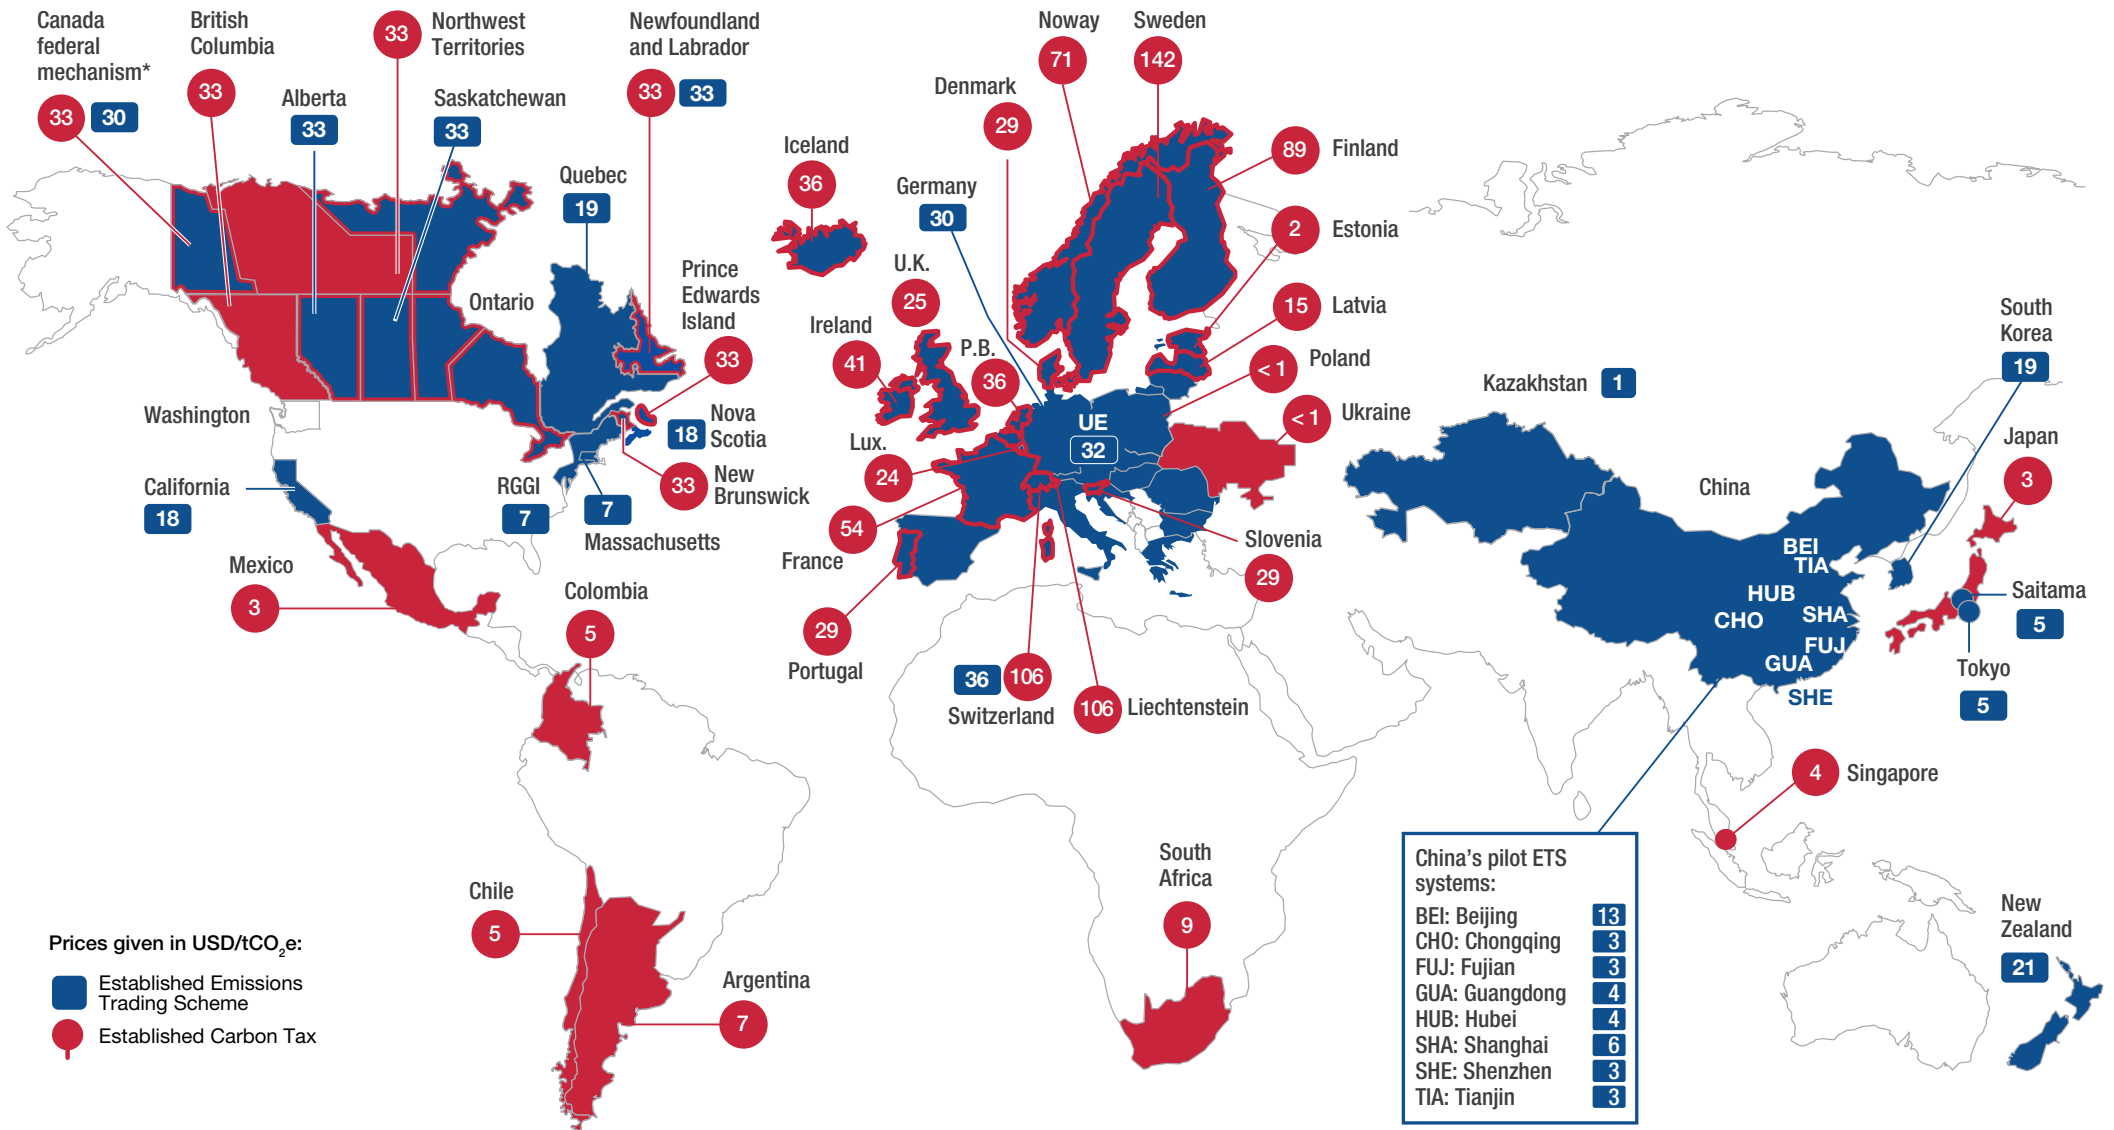 Canada
federal
mechanism*
33
30
British
Columbia
33
Alberta
33
33
Northwest
Territories
Saskatchewan
33
Newfoundland
and Labrador
33
33
Quebec
19
Ontario
Prince
Edwards
Island
33
18
Nova
Scotia
33
New
Brunswick
Washington
California
18
RGGI
7
7
Massachusetts
Mexico
3
Colombia
5
Chile
5
Argentina
7
Iceland
36
Noway
71
Sweden
142
Denmark
29
Germany
30
89
Finland
2
Estonia
15
Latvia
< 1
Poland
< 1
Ukraine
U.K.
25
Ireland
41
P.B.
36
Lux.
24
54
France
29
Portugal
UE
32
Slovenia
29
36
106
Switzerland
106
Liechtenstein
South
Africa
9
Kazakhstan
1
China
BEI
TIA
HUB
CHO
SHA
FUJ
GUA
SHE
South
Korea
19
Japan
3
Saitama
5
Tokyo
5
4
Singapore
New
Zealand
21
China's pilot ETS
systems:
BEI: Beijing 13
CHO: Chongqing 3
FUJ: Fujian 3
GUA: Guangdong 4
HUB: Hubei 4
SHA: Shanghai 6
SHE: Shenzhen 3
TIA: Tianjin 3
Prices given in USD/tCO₂e:
Established Emissions
Trading Scheme
Established Carbon Tax